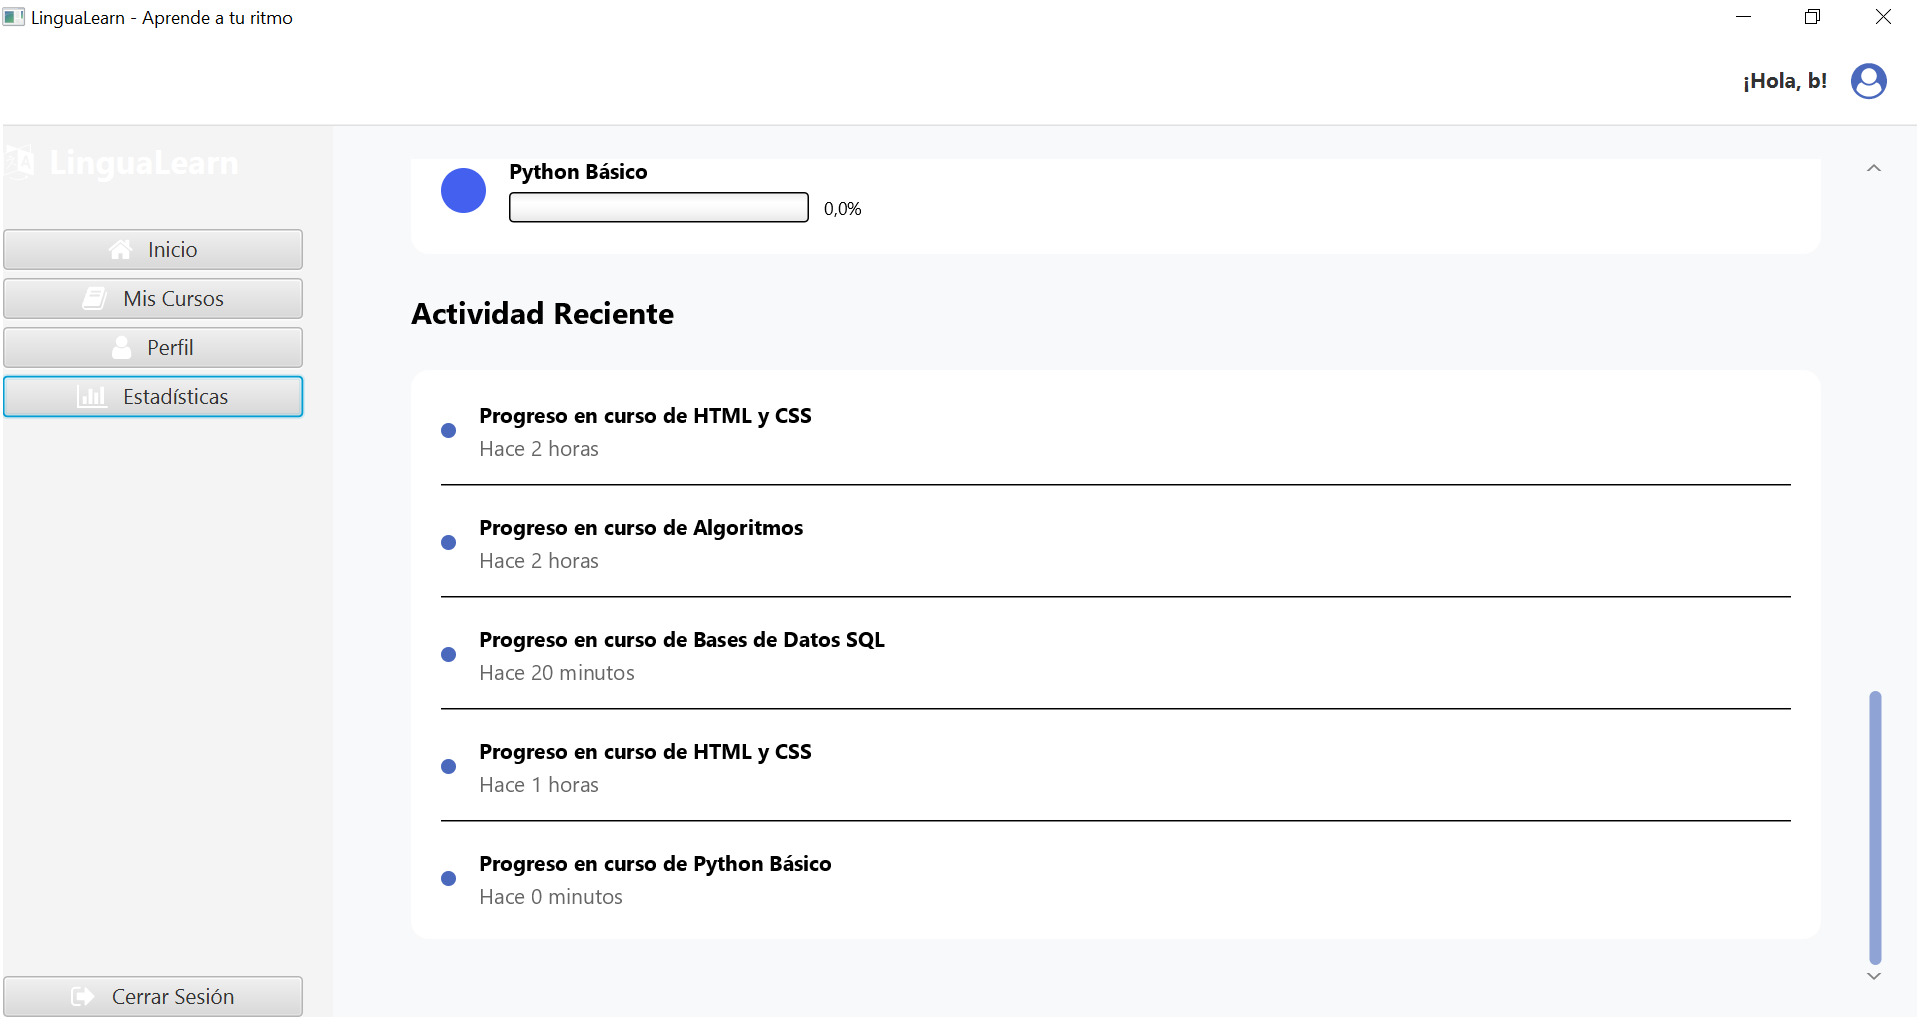 LinguaLearn - Aprende a tu ritmo
¡Hola, b!
LinguaLearn
Inicio
Mis Cursos
Perfil
Estadísticas
Cerrar Sesión
Python Básico
0,0%
Actividad Reciente
Progreso en curso de HTML y CSS
Hace 2 horas
Progreso en curso de Algoritmos
Hace 2 horas
Progreso en curso de Bases de Datos SQL
Hace 20 minutos
Progreso en curso de HTML y CSS
Hace 1 horas
Progreso en curso de Python Básico
Hace 0 minutos